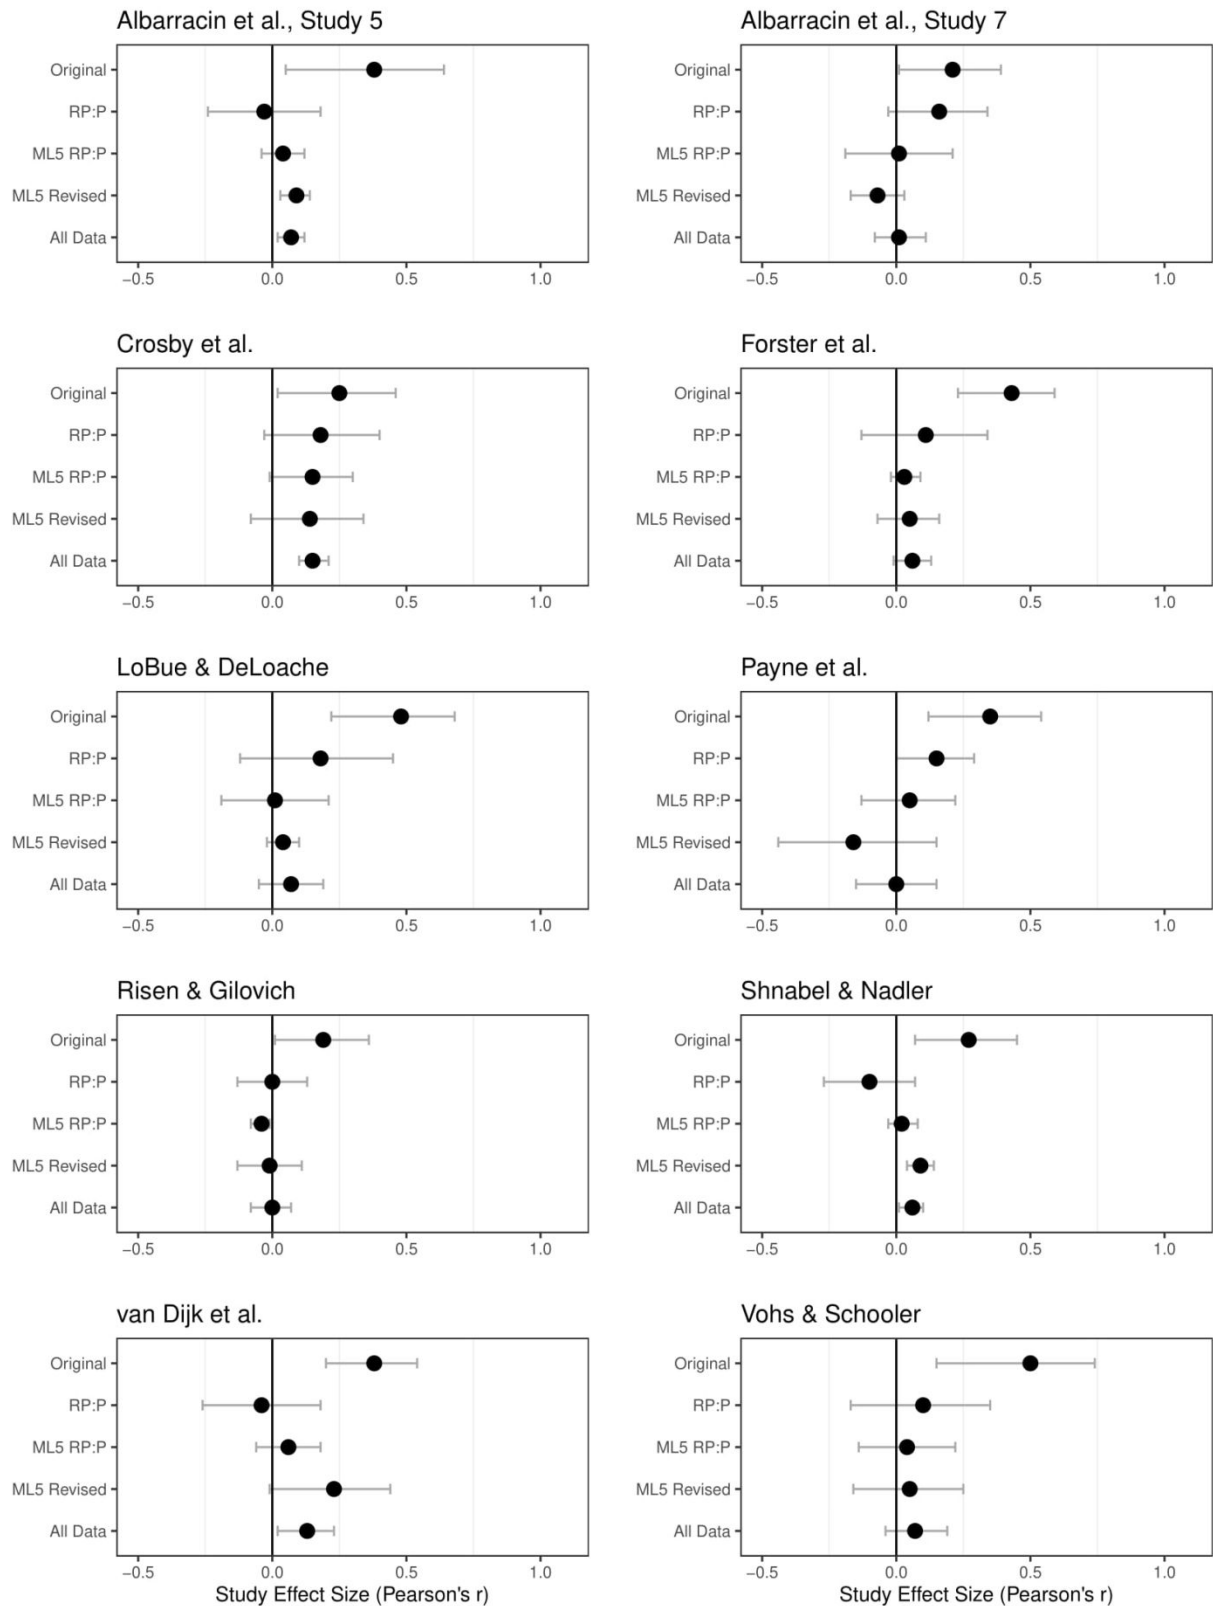 Albarracin et al., Study 5
Original
RP:P
ML5 RP:P
ML5 Revised
All Data
−0.5 0.0 0.5 1.0
Albarracin et al., Study 7
Original
RP:P
ML5 RP:P
ML5 Revised
All Data
−0.5 0.0 0.5 1.0
Crosby et al.
Original
RP:P
ML5 RP:P
ML5 Revised
All Data
−0.5 0.0 0.5 1.0
Forster et al.
Original
RP:P
ML5 RP:P
ML5 Revised
All Data
−0.5 0.0 0.5 1.0
LoBue & DeLoache
Original
RP:P
ML5 RP:P
ML5 Revised
All Data
−0.5 0.0 0.5 1.0
Payne et al.
Original
RP:P
ML5 RP:P
ML5 Revised
All Data
−0.5 0.0 0.5 1.0
Risen & Gilovich
Original
RP:P
ML5 RP:P
ML5 Revised
All Data
−0.5 0.0 0.5 1.0
Shnabel & Nadler
Original
RP:P
ML5 RP:P
ML5 Revised
All Data
−0.5 0.0 0.5 1.0
van Dijk et al.
Original
RP:P
ML5 RP:P
ML5 Revised
All Data
−0.5 0.0 0.5 1.0
Study Effect Size (Pearson's r)
Vohs & Schooler
Original
RP:P
ML5 RP:P
ML5 Revised
All Data
−0.5 0.0 0.5 1.0
Study Effect Size (Pearson's r)